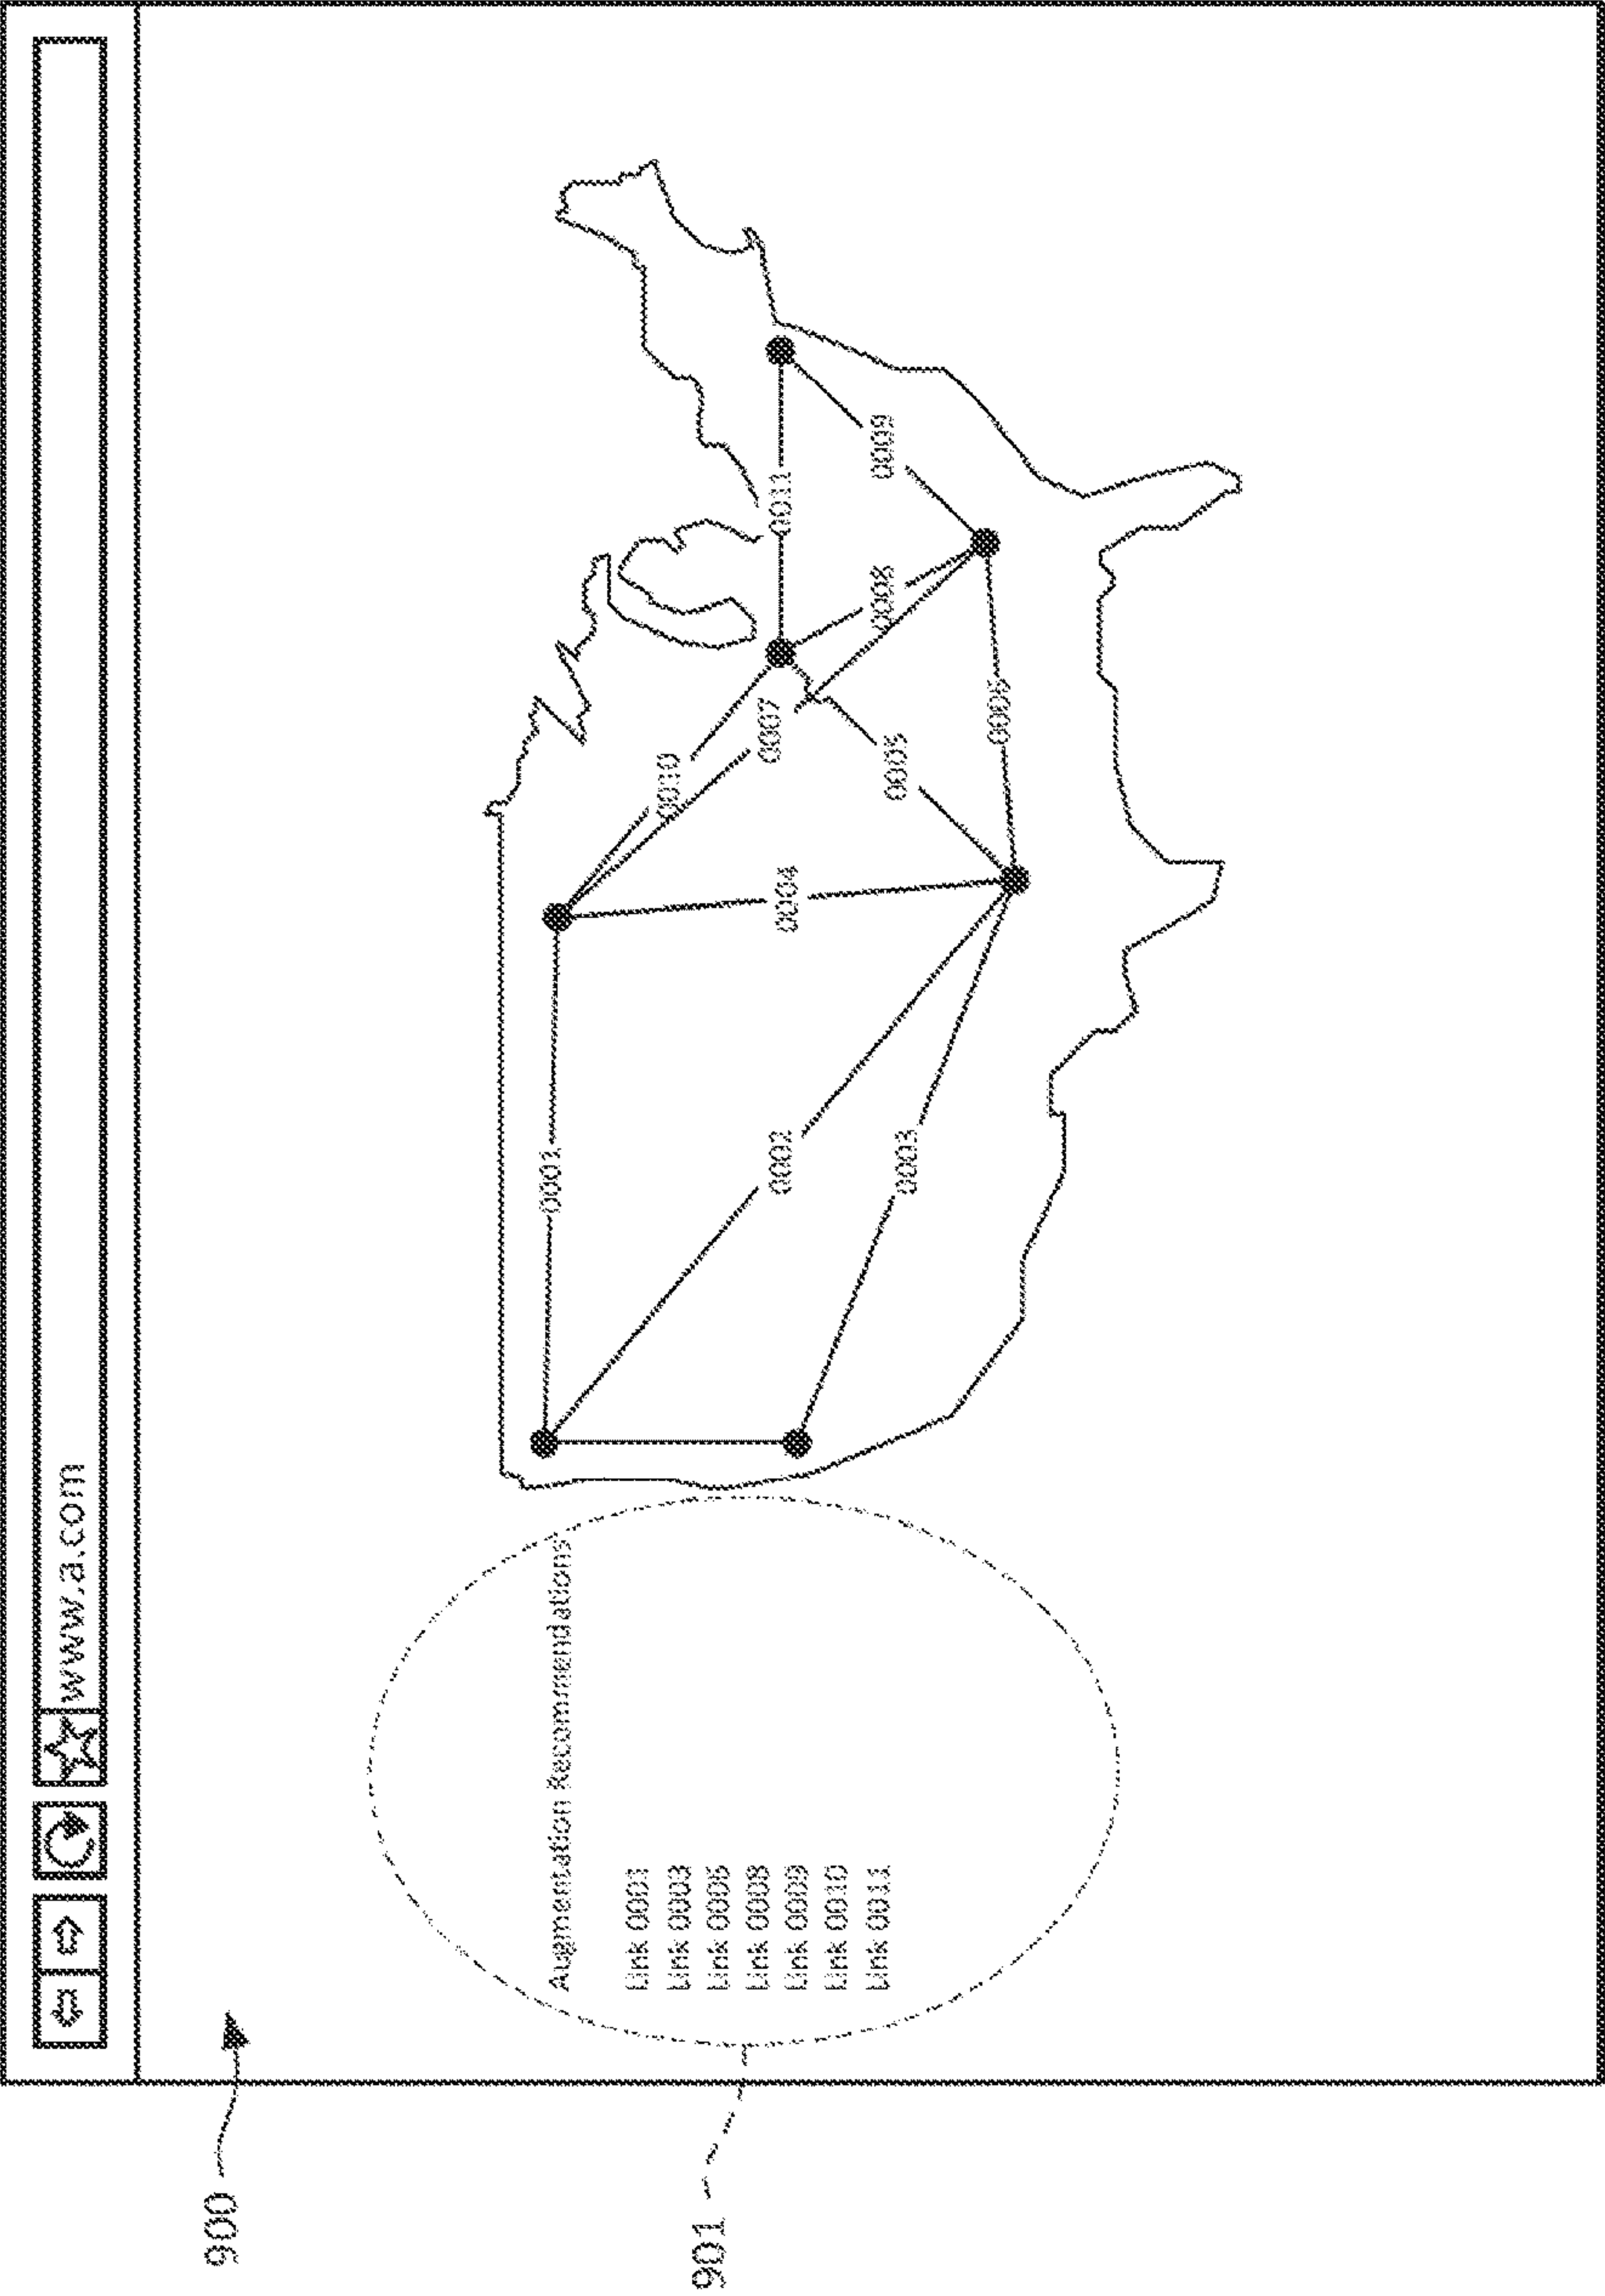 www.a.com
900
901
Augmentation Recommendations
Link 0001
Link 0003
Link 0006
Link 0008
Link 0009
Link 0010
Link 0011
0001
0002
0003
0004
0005
0006
0007
0008
0009
0010
0011